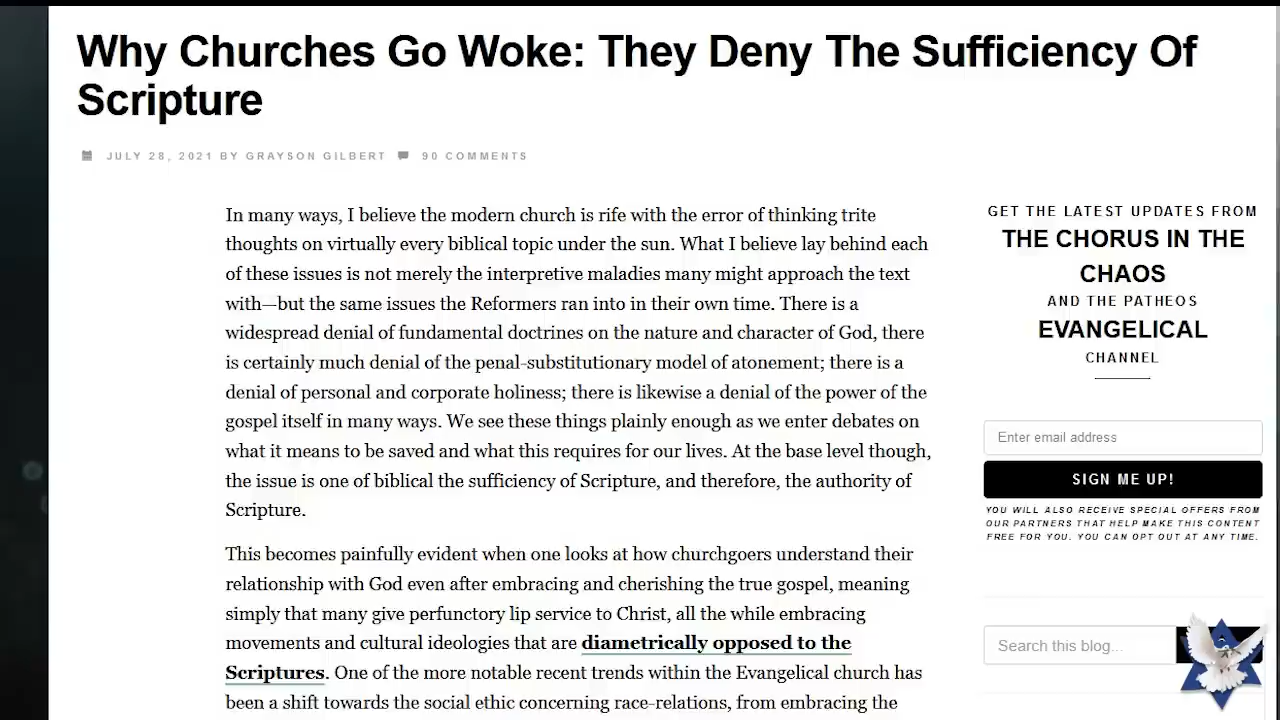 Why Churches Go Woke: They Deny The Sufficiency Of
Scripture
JULY 28, 2021 BY GRAYSON GILBERT 90 COMMENTS
In many ways, I believe the modern church is rife with the error of thinking trite
thoughts on virtually every biblical topic under the sun. What I believe lay behind each
of these issues is not merely the interpretive maladies many might approach the text
with—but the same issues the Reformers ran into in their own time. There is a
widespread denial of fundamental doctrines on the nature and character of God, there
is certainly much denial of the penal-substitutionary model of atonement; there is a
denial of personal and corporate holiness; there is likewise a denial of the power of the
gospel itself in many ways. We see these things plainly enough as we enter debates on
what it means to be saved and what this requires for our lives. At the base level though,
the issue is one of biblical the sufficiency of Scripture, and therefore, the authority of
Scripture.
This becomes painfully evident when one looks at how churchgoers understand their
relationship with God even after embracing and cherishing the true gospel, meaning
simply that many give perfunctory lip service to Christ, all the while embracing
movements and cultural ideologies that are diametrically opposed to the
Scriptures. One of the more notable recent trends within the Evangelical church has
been a shift towards the social ethic concerning race-relations, from embracing the
GET THE LATEST UPDATES FROM
THE CHORUS IN THE
CHAOS
AND THE PATHEOS
EVANGELICAL
CHANNEL
Enter email address
SIGN ME UP!
YOU WILL ALSO RECEIVE SPECIAL OFFERS FROM
OUR PARTNERS THAT HELP MAKE THIS CONTENT
FREE FOR YOU. YOU CAN OPT OUT AT ANY TIME.
Search this blog...